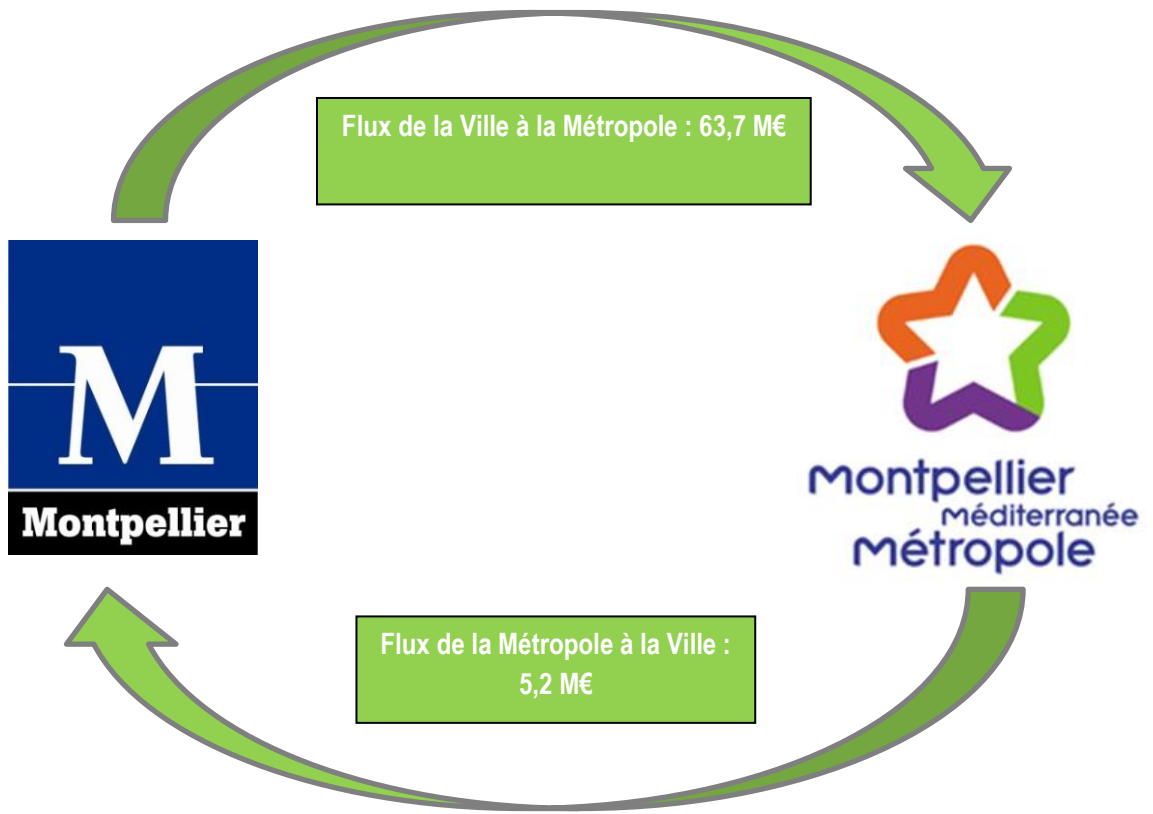 Flux de la Ville à la Métropole : 63,7 M€
M
Montpellier
montpellier
méditerranée
métropole
Flux de la Métropole à la Ville :
5,2 M€